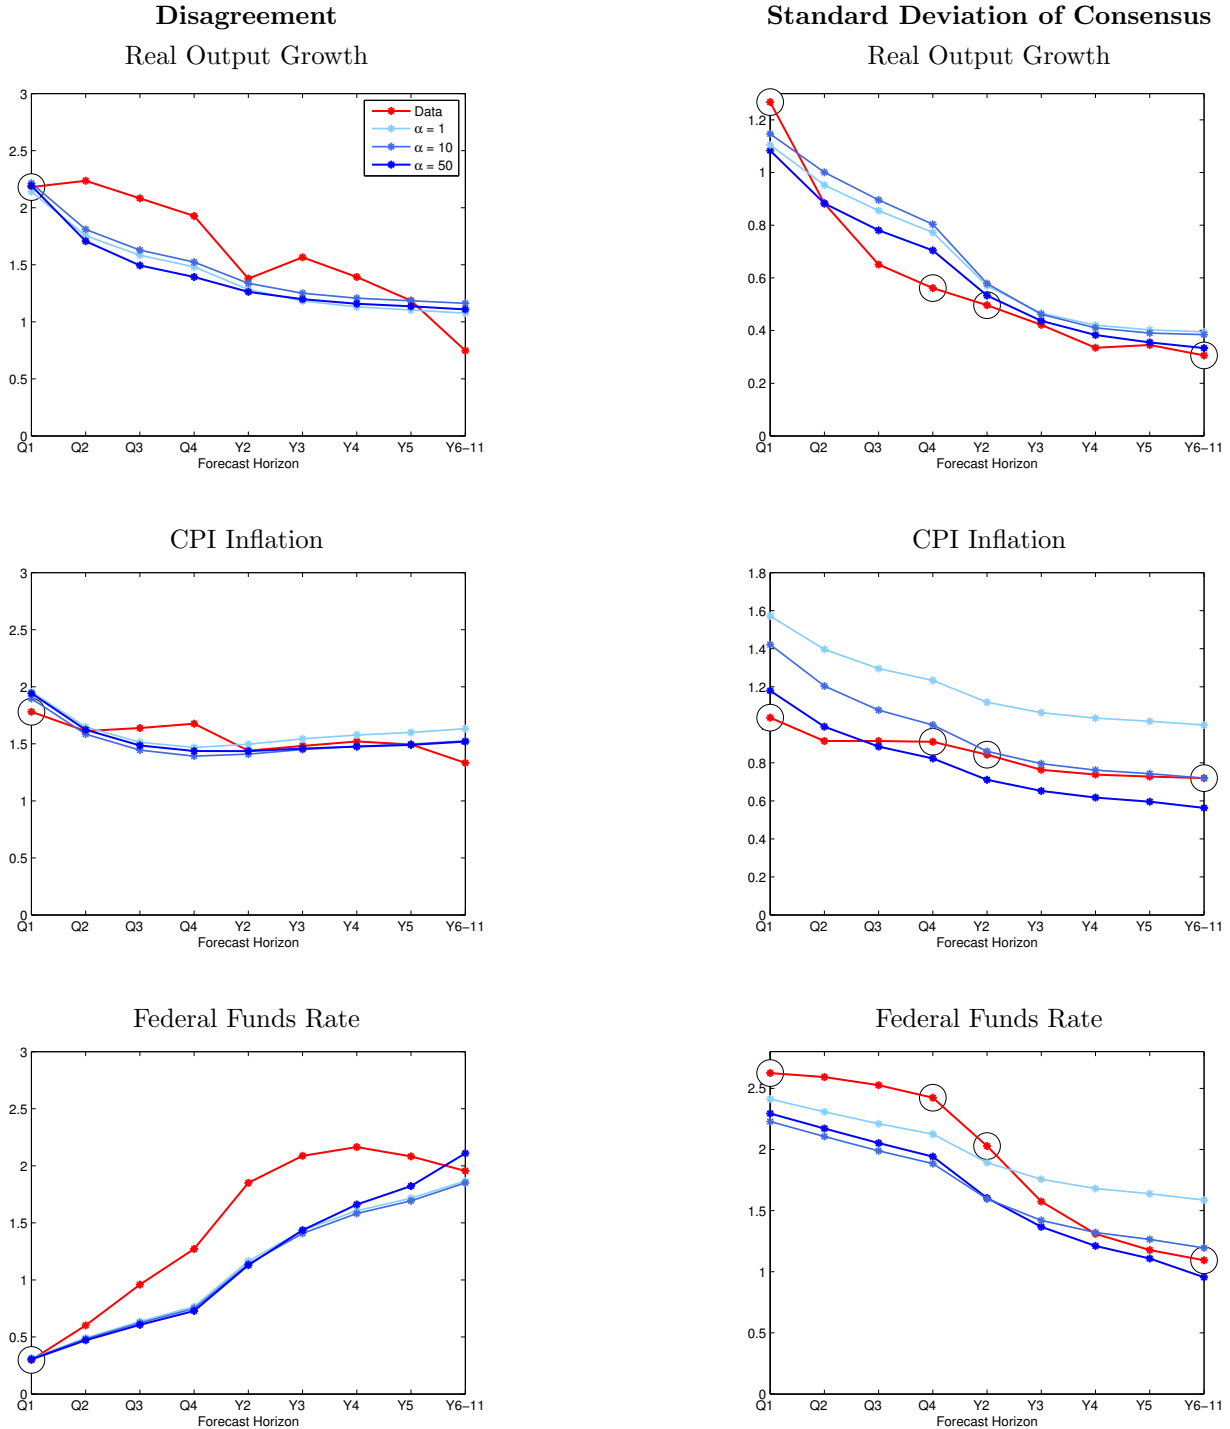 Disagreement
Standard Deviation of Consensus
Real Output Growth
3
2.5
2
1.5
1
0.5
0
Data
α = 1
α = 10
α = 50
Q1 Q2 Q3 Q4 Y2 Y3 Y4 Y5 Y6−11
Forecast Horizon
Real Output Growth
1.2
1
0.8
0.6
0.4
0.2
0
Q1 Q2 Q3 Q4 Y2 Y3 Y4 Y5 Y6−11
Forecast Horizon
CPI Inflation
3
2.5
2
1.5
1
0.5
0
Q1 Q2 Q3 Q4 Y2 Y3 Y4 Y5 Y6−11
Forecast Horizon
CPI Inflation
1.8
1.6
1.4
1.2
1
0.8
0.6
0.4
0.2
0
Q1 Q2 Q3 Q4 Y2 Y3 Y4 Y5 Y6−11
Forecast Horizon
Federal Funds Rate
3
2.5
2
1.5
1
0.5
0
Q1 Q2 Q3 Q4 Y2 Y3 Y4 Y5 Y6−11
Forecast Horizon
Federal Funds Rate
2.5
2
1.5
1
0.5
0
Q1 Q2 Q3 Q4 Y2 Y3 Y4 Y5 Y6−11
Forecast Horizon